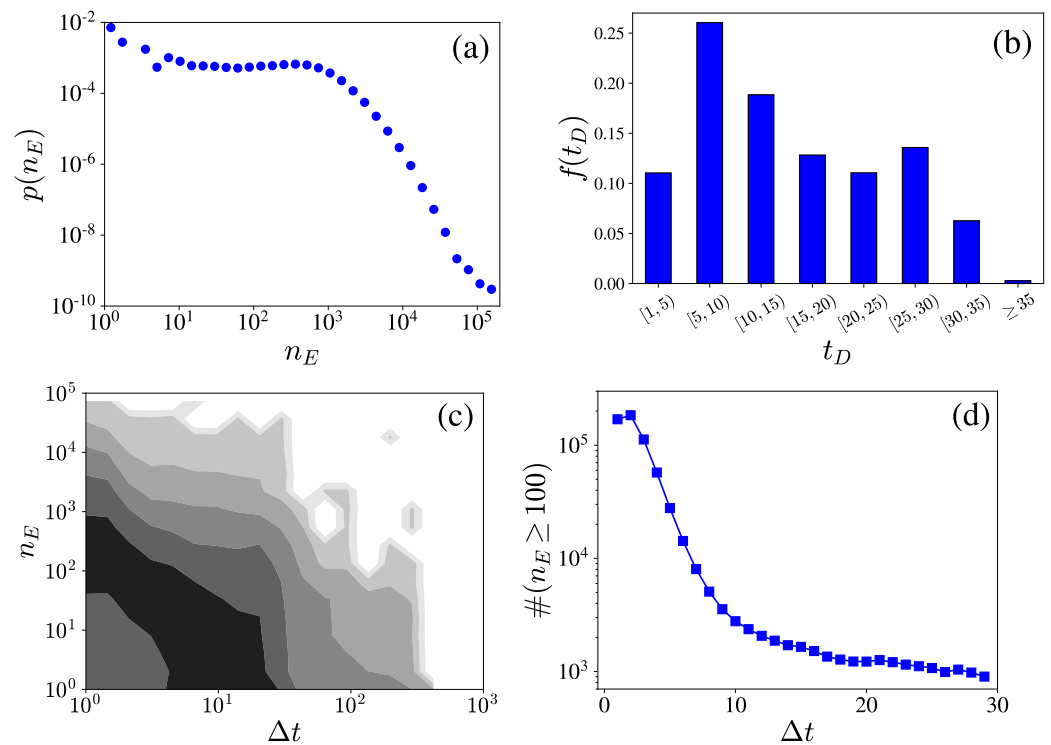 (a)
p(n_E)
10^-2
10^-4
10^-6
10^-8
10^-10
10^0 10^1 10^2 10^3 10^4 10^5
n_E
(b)
f(t_D)
0.25
0.20
0.15
0.10
0.05
0.00
[1, 5) [5, 10) [10, 15) [15, 20) [20, 25) [25, 30) [30, 35) ≥35
t_D
(c)
n_E
10^5
10^4
10^3
10^2
10^1
10^0
10^0 10^1 10^2 10^3
Δt
(d)
#(n_E ≥ 100)
10^5
10^4
10^3
0 10 20 30
Δt